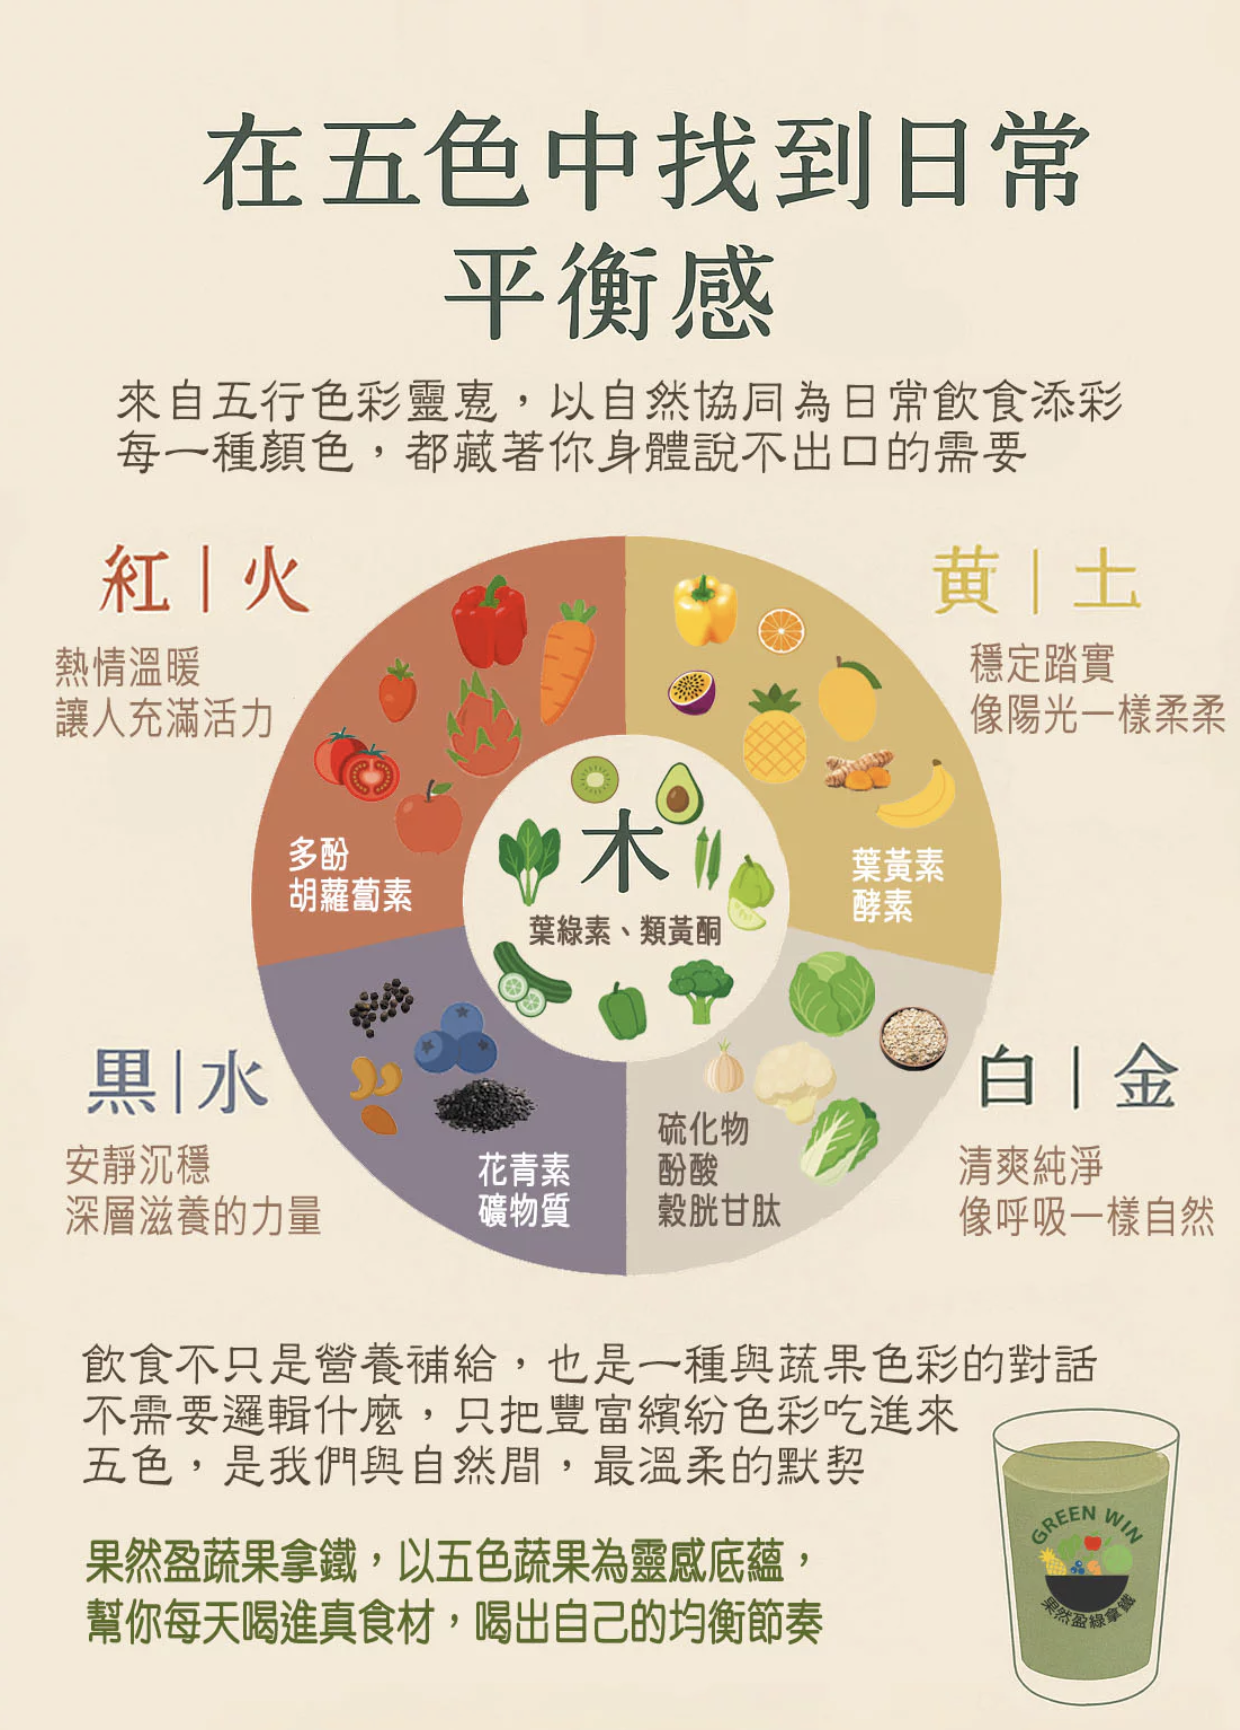 在五色中找到日常
平衡感
來自五行色彩靈惠，以自然協同為日常飲食添彩
每一種顏色，都藏著你身體說不出口的需要
紅|火
熱情溫暖
讓人充滿活力
黃|土
穩定踏實
像陽光一樣柔柔
多酚
胡蘿蔔素
葉黃素
酵素
木
葉綠素、類黃酮
黒|水
安靜沉穩
深層滋養的力量
花青素
礦物質
硫化物
酚酸
穀胱甘肽
白|金
清爽純淨
像呼吸一樣自然
飲食不只是營養補給，也是一種與蔬果色彩的對話
不需要邏輯什麼，只把豐富繽紛色彩吃進來
五色，是我們與自然間，最溫柔的默契
果然盈蔬果拿鐵，以五色蔬果為靈感底蘊，
幫你每天喝進真食材，喝出自己的均衡節奏
GREEN WIN
果然盈綠拿鐵